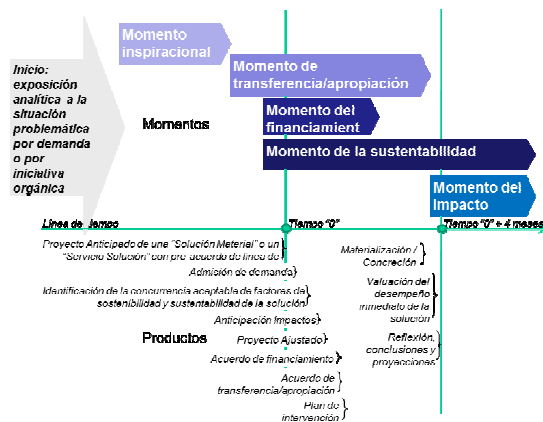 Momento
inspiracional
Inicio:
exposición
analítica a la
situación
problemática
por demanda
o por
iniciativa
orgánica
Momento de
transferencia/apropiación
Momentos
Momento del
financiamient
Momento de la sustentabilidad
Momento del
Impacto
Línea de tiempo
Tiempo "0"
Tiempo "0" + 4 meses
Proyecto Anticipado de una "Solución Material" o un
"Servicio Solución" con pre-acuerdo de línea de
Admisión de demanda
Identificación de la concurrencia aceptable de factores de
sostenibilidad y sustentabilidad de la solución
Anticipación Impactos
Productos
Proyecto Ajustado
Acuerdo de financiamiento
Acuerdo de
transferencia/apropiación
Plan de
intervención
Materialización /
Concreción
Valuación del
desempeño
inmediato de la
solución
Reflexión,
conclusiones y
proyecciones